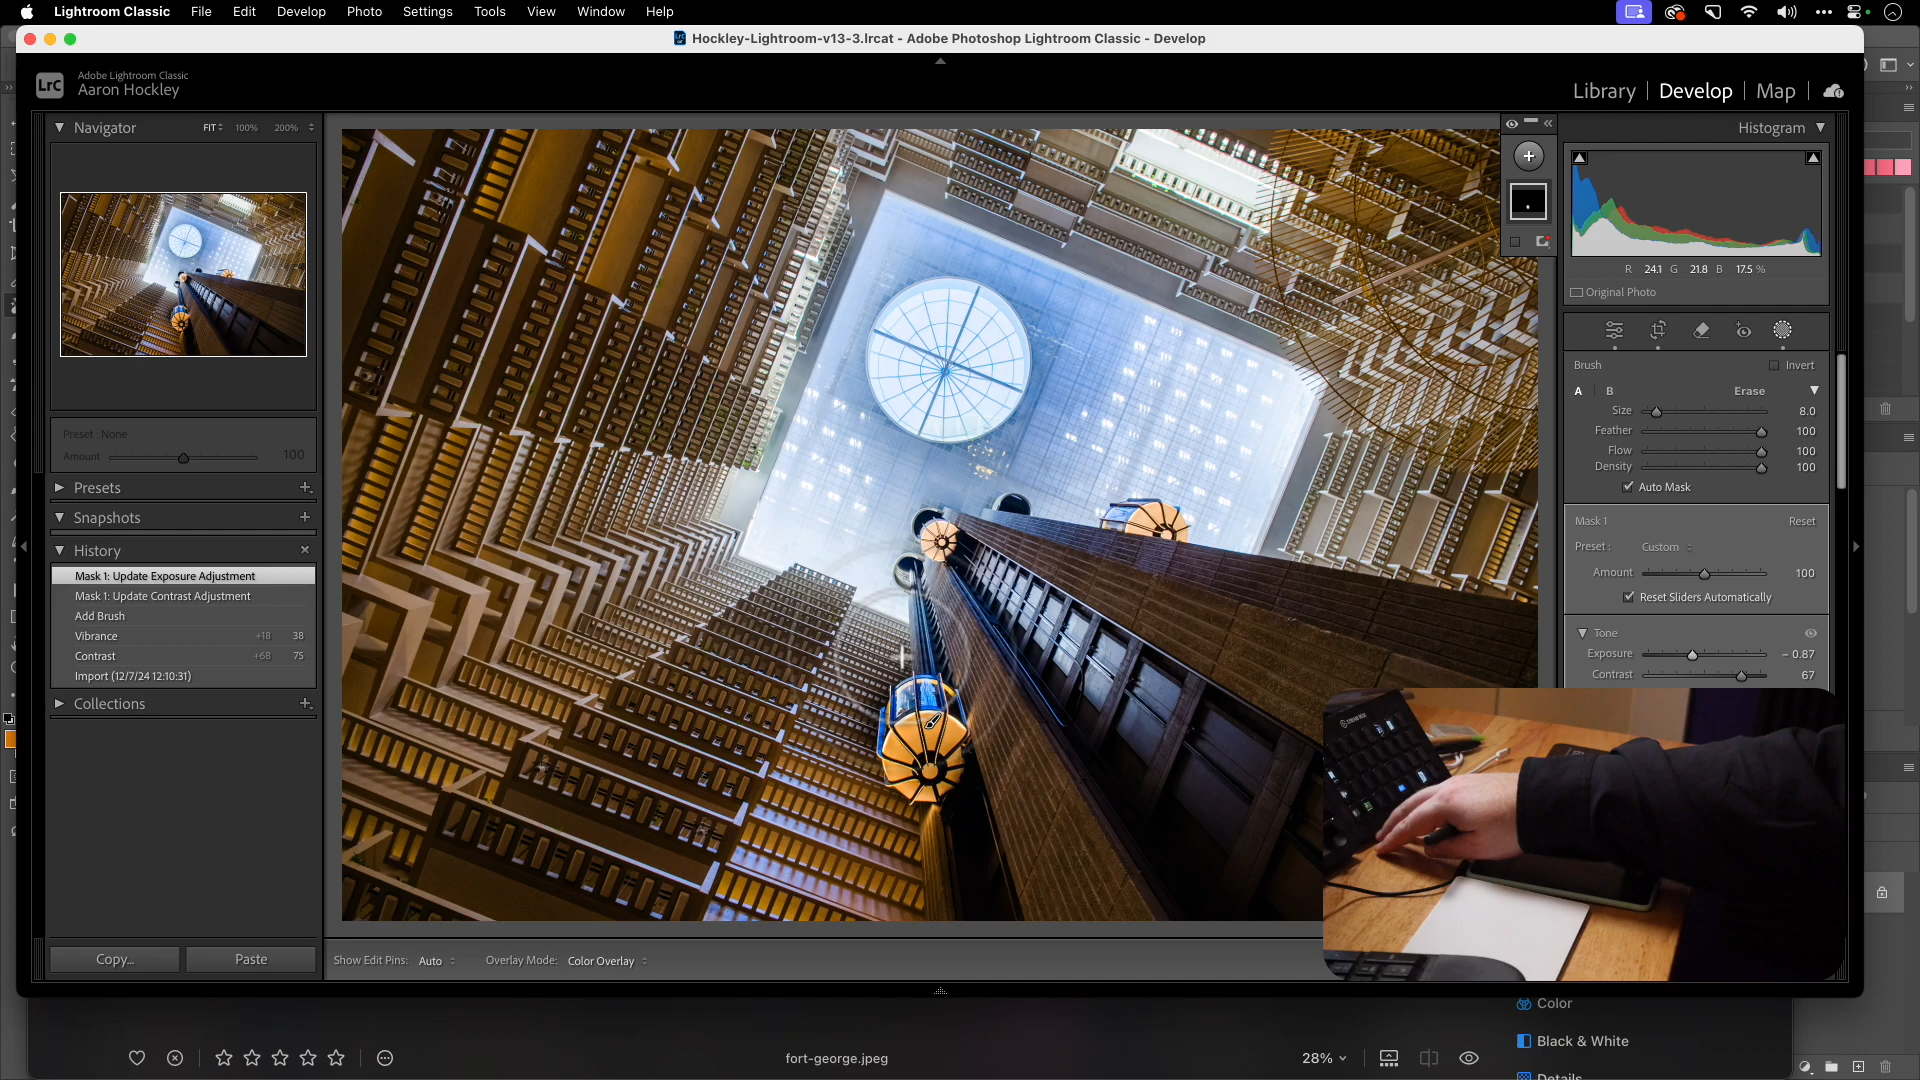 Lightroom Classic File Edit Develop Photo Settings Tools View Window Help
Hockley-Lightroom-v13-3.lrcat - Adobe Photoshop Lightroom Classic - Develop
LrC
Adobe Lightroom Classic
Aaron Hockley
Library
Develop
Map
Navigator
FIT 100% 200%
Preset : None
Amount 100
Presets
Snapshots
History
Mask 1: Update Exposure Adjustment
Mask 1: Update Contrast Adjustment
Add Brush
Vibrance +18 38
Contrast +68 75
Import (12/7/24 12:10:31)
Collections
Copy...
Paste
Show Edit Pins: Auto
Overlay Mode: Color Overlay
Histogram
R 24.1 G 21.8 B 17.5 %
Original Photo
Brush
Invert
A B Erase
Size 8.0
Feather 100
Flow 100
Density 100
Auto Mask
Mask 1 Reset
Preset : Custom
Amount 100
Reset Sliders Automatically
Tone
Exposure – 0.87
Contrast 67
STREAM DECK
fort-george.jpeg
28%
Color
Black & White
Details